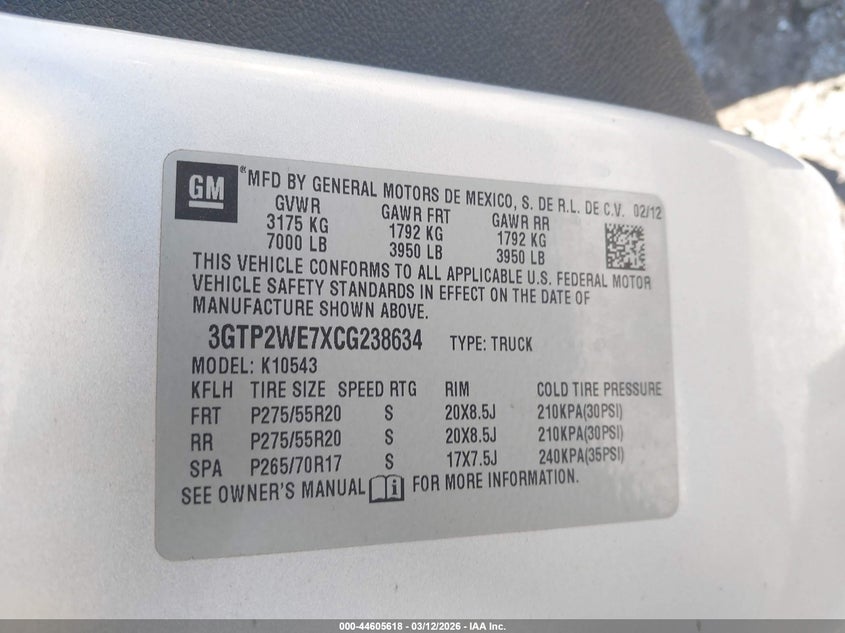 GM ® MFD BY GENERAL MOTORS DE MEXICO, S. DE R.L. DE C.V. 02/12
GVWR GAWR FRT GAWR RR
3175 KG 1792 KG 1792 KG
7000 LB 3950 LB 3950 LB
THIS VEHICLE CONFORMS TO ALL APPLICABLE U.S. FEDERAL MOTOR
VEHICLE SAFETY STANDARDS IN EFFECT ON THE DATE OF
MANUFACTURE SHOWN ABOVE.
3GTP2WE7XCG238634 TYPE: TRUCK
MODEL: K10543
KFLH TIRE SIZE SPEED RTG RIM COLD TIRE PRESSURE
FRT P275/55R20 S 20X8.5J 210KPA(30PSI)
RR P275/55R20 S 20X8.5J 210KPA(30PSI)
SPA P265/70R17 S 17X7.5J 240KPA(35PSI)
SEE OWNER'S MANUAL i FOR MORE INFORMATION.
000-44605618 - 03/12/2026 - IAA Inc.